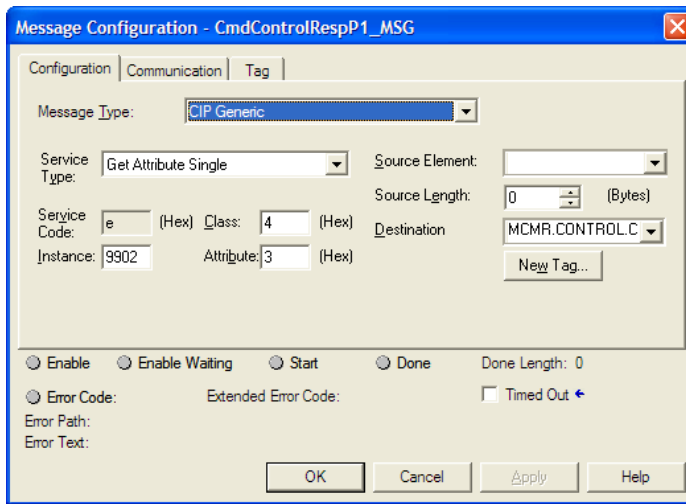 Message Configuration - CmdControlRespP1_MSG
Configuration Communication Tag
Message Type: CIP Generic
Service Type: Get Attribute Single
Source Element:
Source Length: 0 (Bytes)
Service Code: e (Hex) Class: 4 (Hex)
Destination MCMR.CONTROL.C
Instance: 9902 Attribute: 3 (Hex)
New Tag...
Enable Enable Waiting Start Done Done Length: 0
Error Code: Extended Error Code: Timed Out
Error Path:
Error Text:
OK Cancel Apply Help